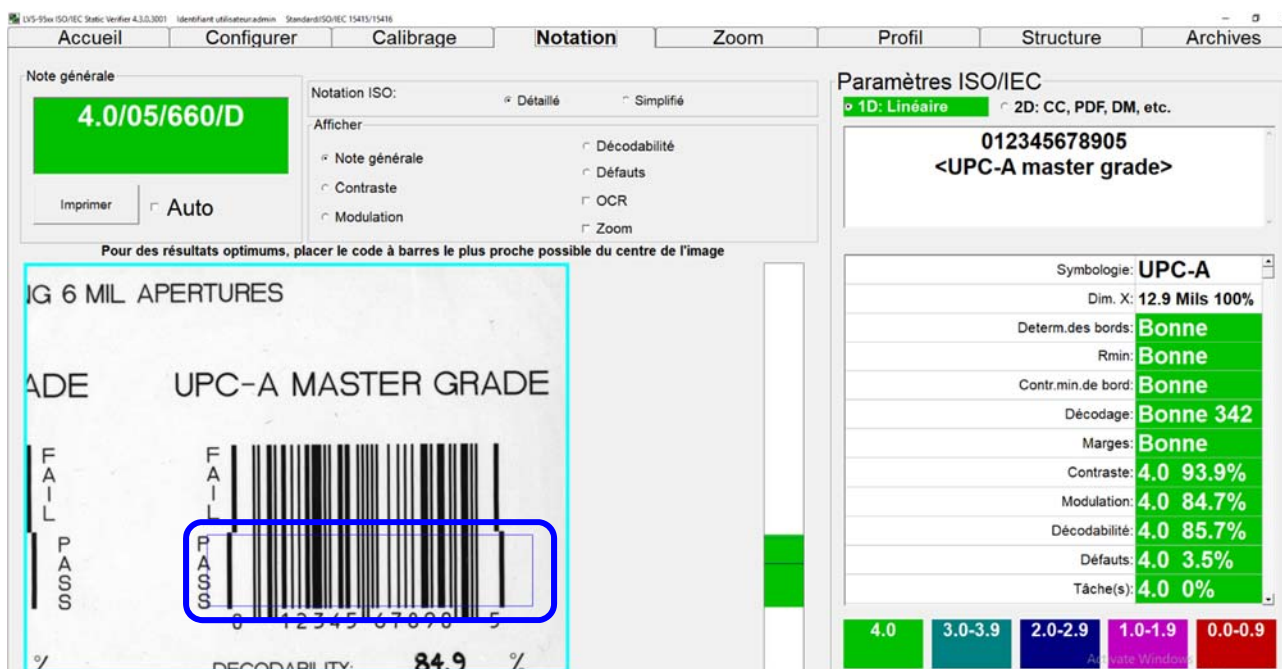 LVS-95xx ISO/IEC Static Verifier 4.3.0.3001 Identifiant utilisateur:admin Standard:ISO/IEC 15415/15416
Accueil Configurer Calibrage Notation Zoom Profil Structure Archives
Note générale
4.0/05/660/D
Imprimer
Auto
Notation ISO:
Détaillé
Simplifié
Afficher
Note générale
Contraste
Modulation
Décodabilité
Défauts
OCR
Zoom
Pour des résultats optimums, placer le code à barres le plus proche possible du centre de l'image
NG 6 MIL APERTURES
ADE UPC-A MASTER GRADE
FAIL FAIL
PASS PASS
0 12345 67890 5
% DECODABILITY: 84.9 %
Paramètres ISO/IEC
1D: Linéaire
2D: CC, PDF, DM, etc.
012345678905
<UPC-A master grade>
Symbologie: UPC-A
Dim. X: 12.9 Mils 100%
Determ.des bords: Bonne
Rmin: Bonne
Contr.min.de bord: Bonne
Décodage: Bonne 342
Marges: Bonne
Contraste: 4.0 93.9%
Modulation: 4.0 84.7%
Décodabilité: 4.0 85.7%
Défauts: 4.0 3.5%
Tâche(s): 4.0 0%
4.0 3.0-3.9 2.0-2.9 1.0-1.9 0.0-0.9
Activate Windows